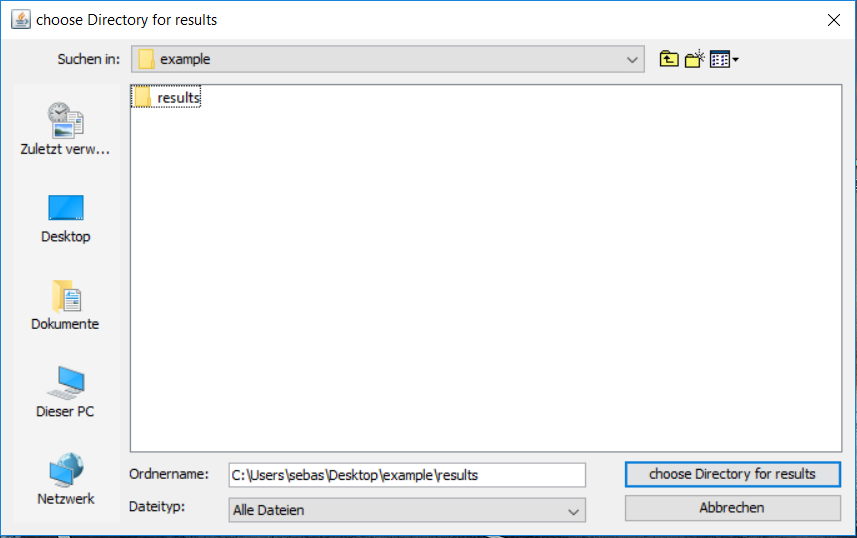 choose Directory for results
Suchen in: example
results
Zuletzt verw...
Desktop
Dokumente
Dieser PC
Netzwerk
Ordnername: C:\Users\sebas\Desktop\example\results
choose Directory for results
Dateityp: Alle Dateien
Abbrechen